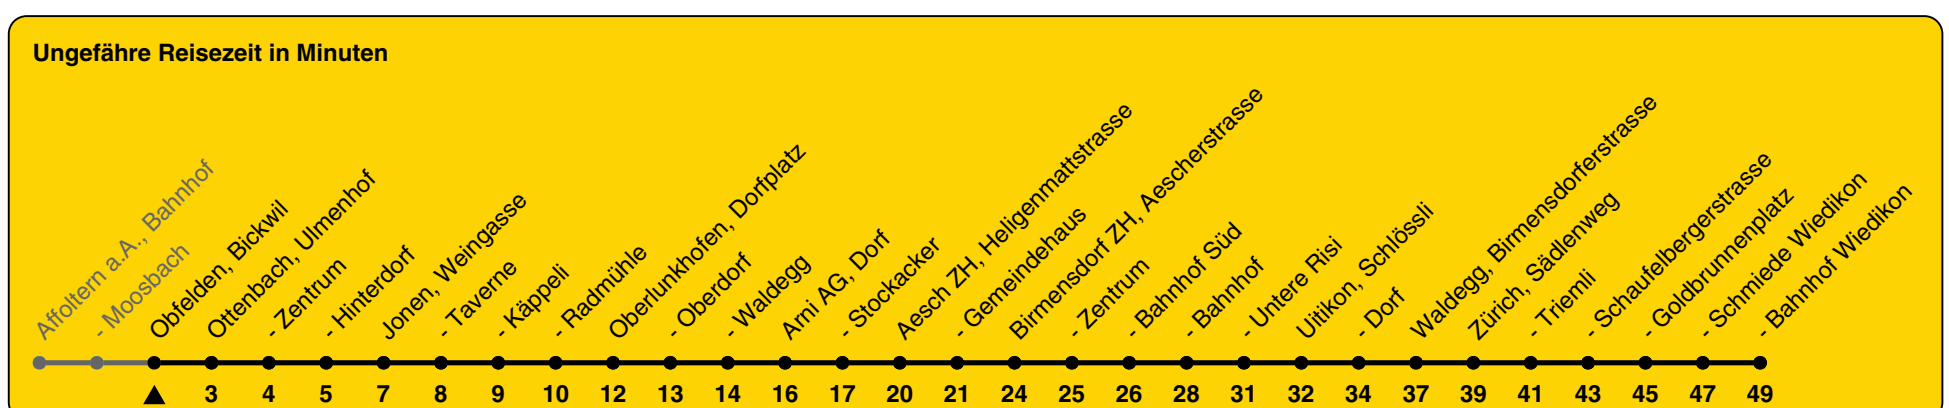 Ungefähre Reisezeit in Minuten
Affoltern a.A., Bahnhof
- Moosbach
Obfelden, Bickwil
Ottenbach, Ulmenhof
- Zentrum
- Hinterdorf
Jonen, Weingasse
- Taverne
- Käppeli
- Radmühle
Oberlunkhofen, Dorfplatz
- Oberdorf
- Waldegg
Arni AG, Dorf
- Stockacker
Aesch ZH, Heligenmattstrasse
- Gemeindehaus
Birmensdorf ZH, Aescherstrasse
- Zentrum
- Bahnhof Süd
- Bahnhof
- Untere Risi
Uitikon, Schlössli
- Dorf
Waldegg, Birmensdorferstrasse
Zürich, Sädlenweg
- Triemli
- Schaufelbergerstrasse
- Goldbrunnenplatz
- Schmiede Wiedikon
- Bahnhof Wiedikon
3 4 5 7 8 9 10 12 13 14 16 17 20 21 24 25 26 28 31 32 34 37 39 41 43 45 47 49